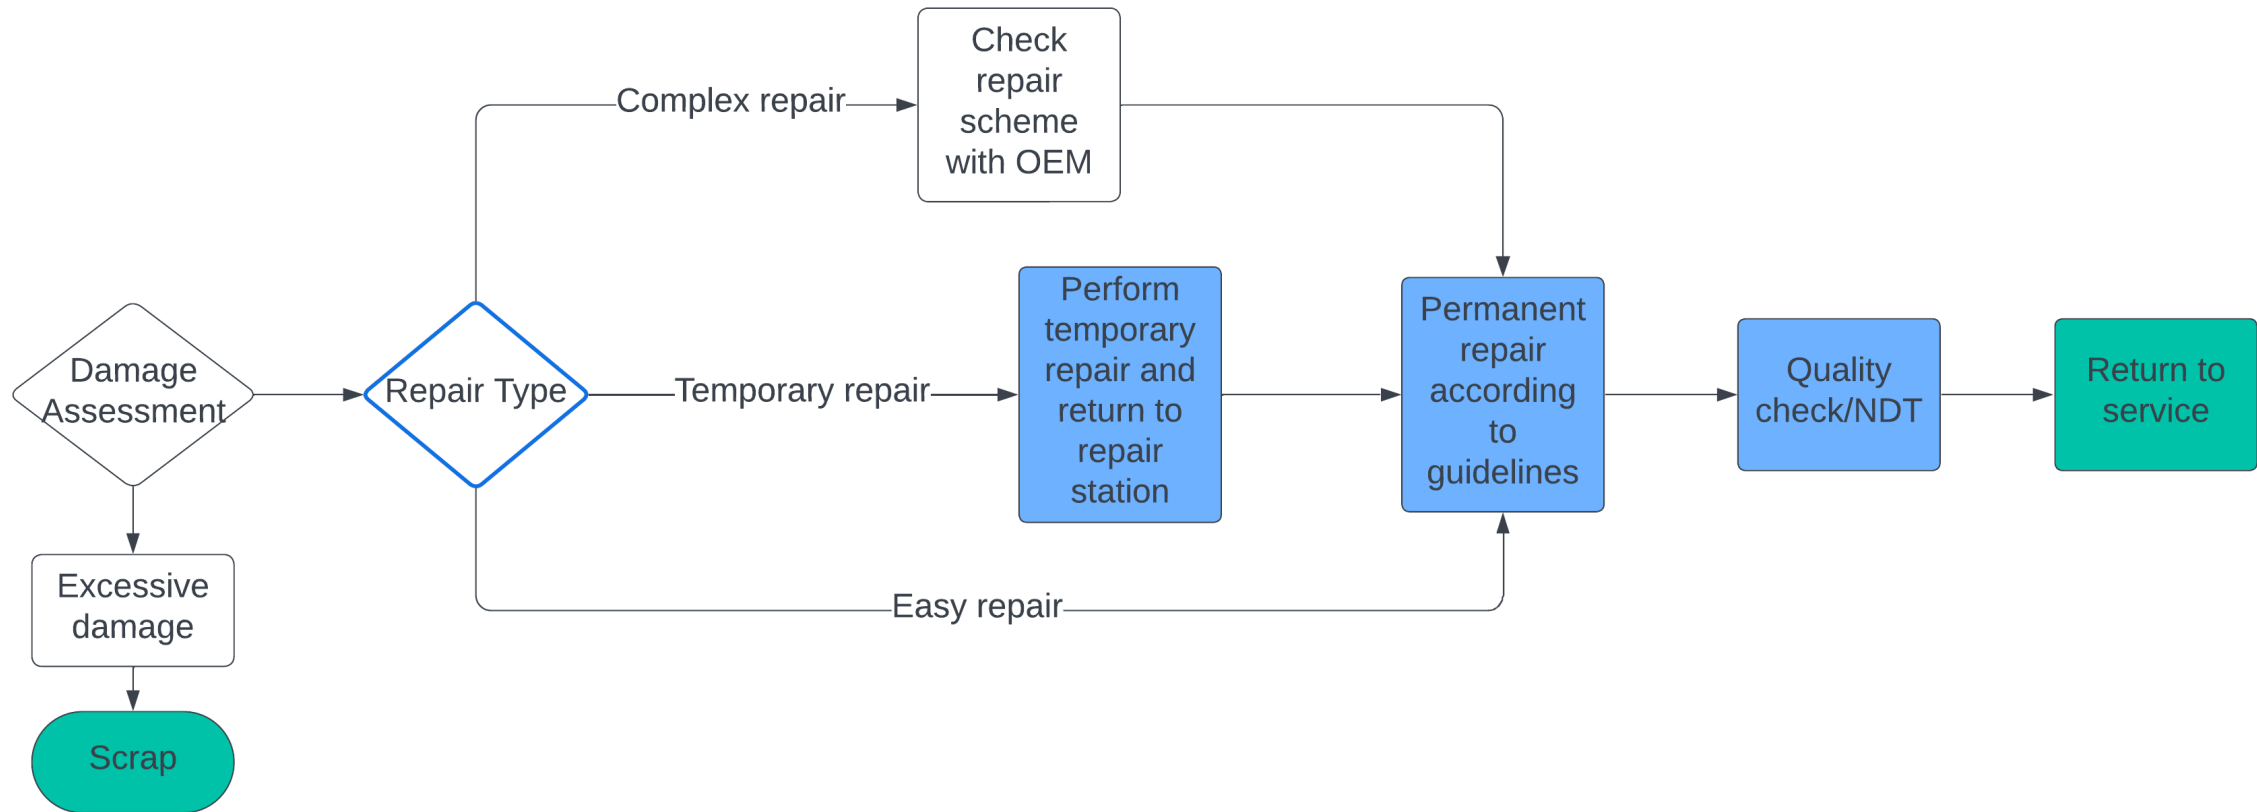 Check
repair
scheme
with OEM
Complex repair
Damage
Assessment
Repair Type
Temporary repair
Perform
temporary
repair and
return to
repair
station
Permanent
repair
according
to
guidelines
Quality
check/NDT
Return to
service
Easy repair
Excessive
damage
Scrap